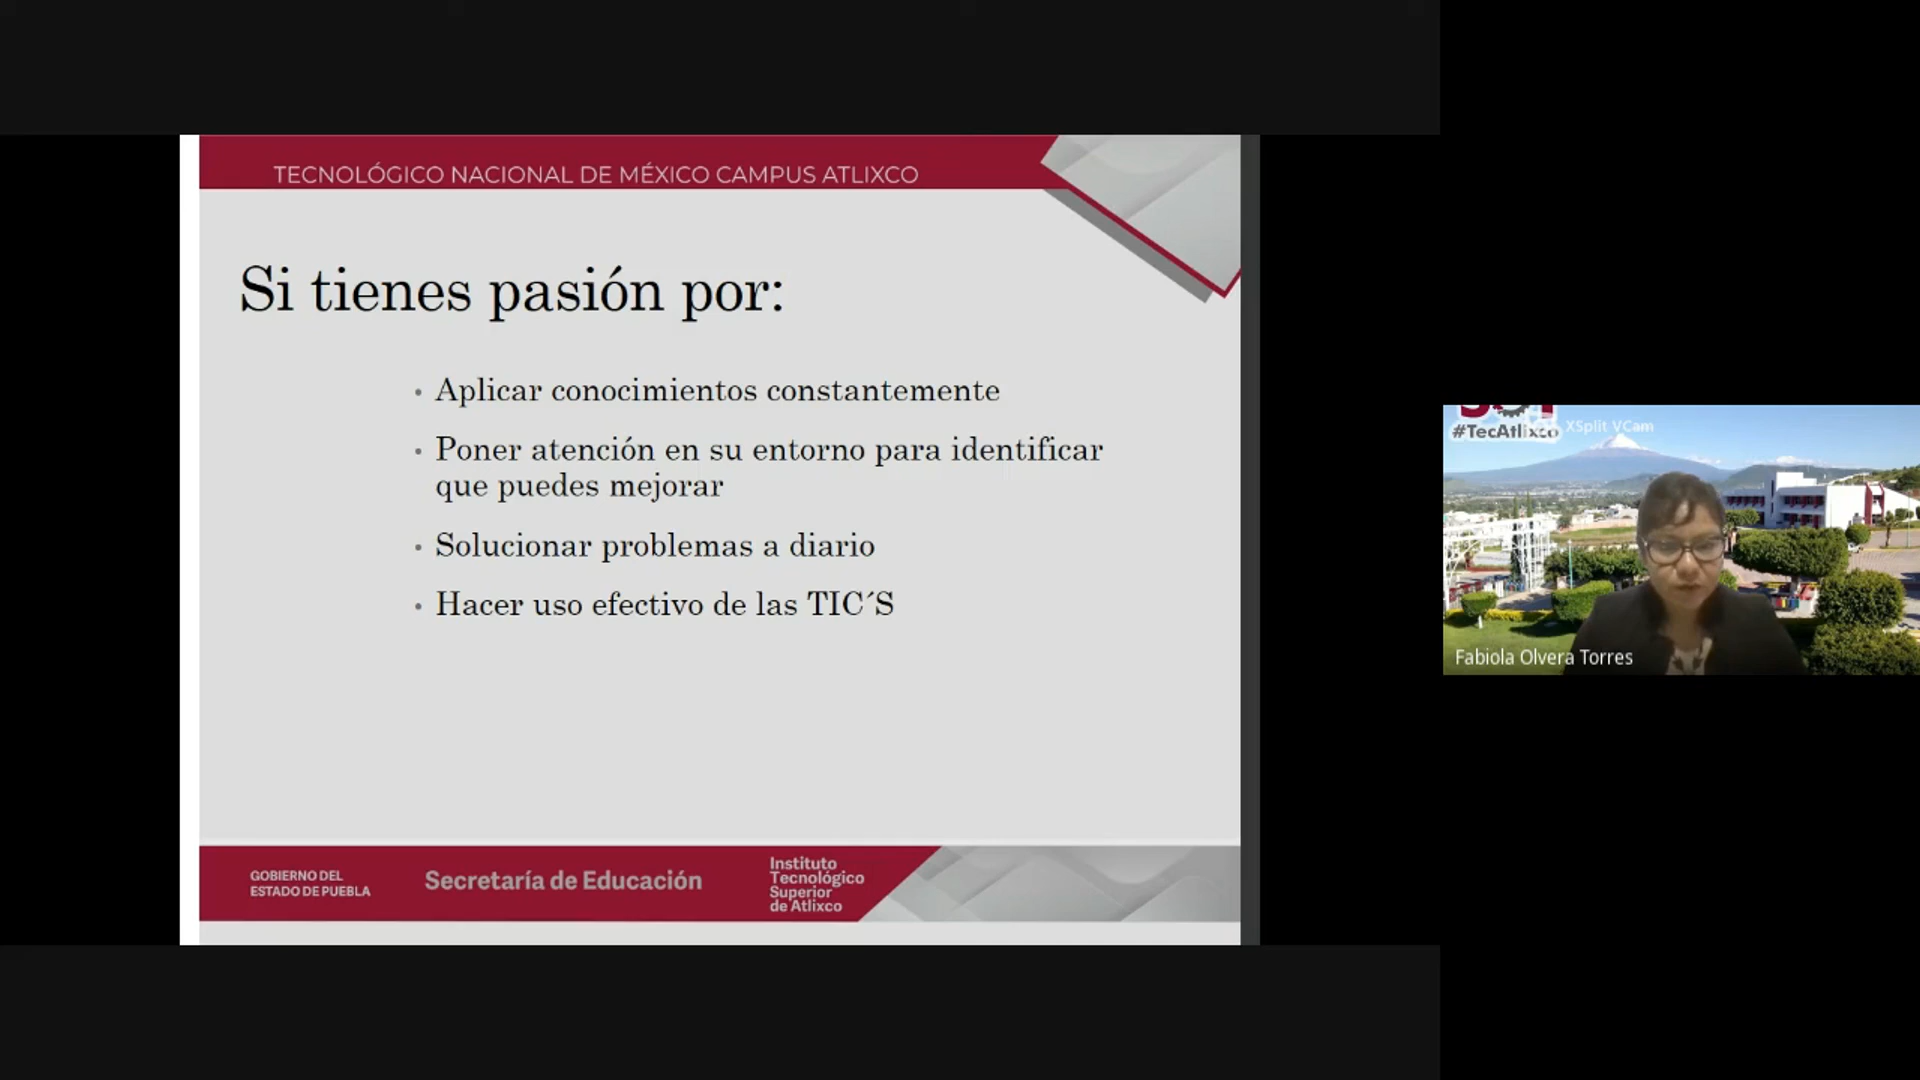 TECNOLÓGICO NACIONAL DE MÉXICO CAMPUS ATLIXCO
Si tienes pasión por:
• Aplicar conocimientos constantemente
• Poner atención en su entorno para identificar
que puedes mejorar
• Solucionar problemas a diario
• Hacer uso efectivo de las TIC´S
GOBIERNO DEL
ESTADO DE PUEBLA
Secretaría de Educación
Instituto
Tecnológico
Superior
de Atlixco
#TecAtlixco
XSplit VCam
Fabiola Olvera Torres